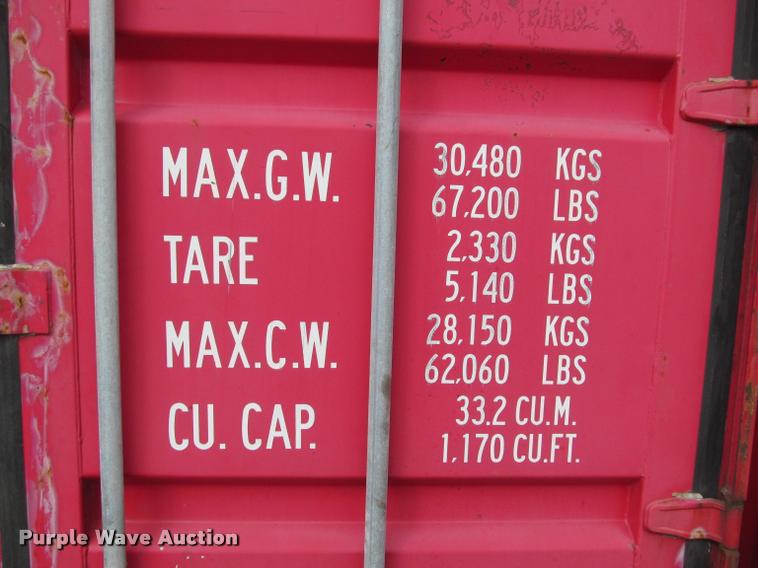 MAX.G.W. 30,480 KGS
67,200 LBS
TARE 2,330 KGS
5,140 LBS
MAX.C.W. 28,150 KGS
62,060 LBS
CU. CAP. 33.2 CU.M.
1,170 CU.FT.
Purple Wave Auction